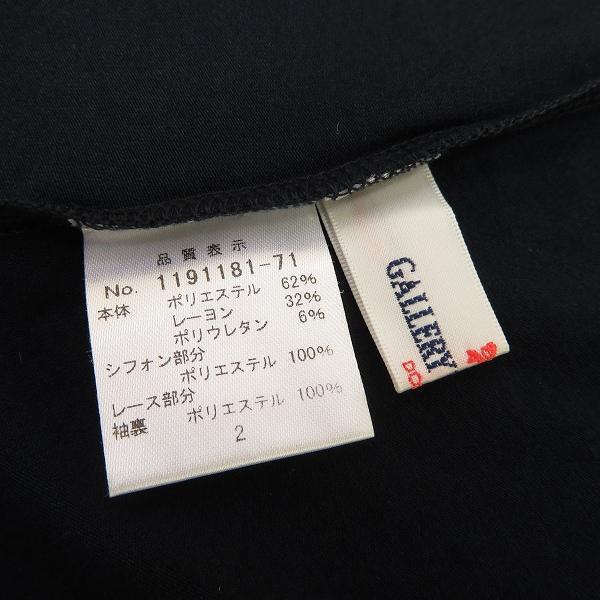 品質表示
No. 1191181-71
本体 ポリエステル 62%
レーヨン 32%
ポリウレタン 6%
シフォン部分
ポリエステル 100%
レース部分
ポリエステル 100%
袖裏
2
GALLERY